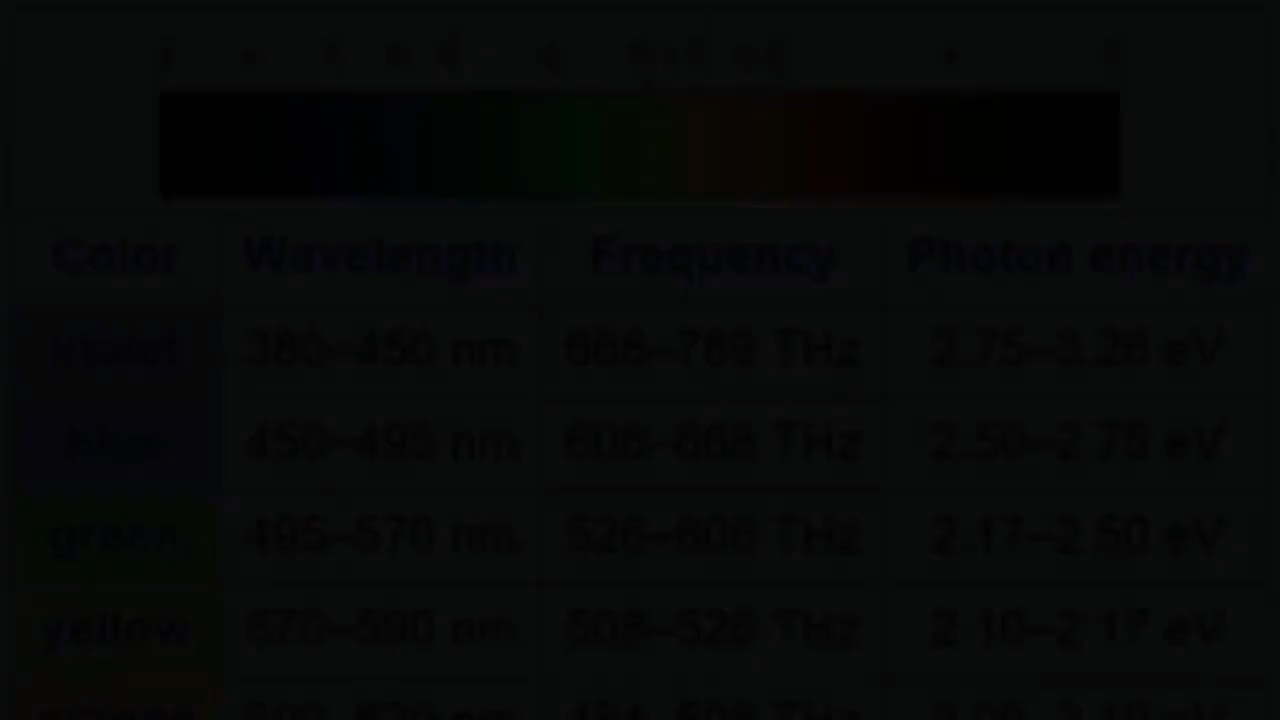 Color Wavelength Frequency Photon energy
violet 380–450 nm 668–789 THz 2.75–3.26 eV
blue 450–495 nm 606–668 THz 2.50–2.75 eV
green 495–570 nm 526–606 THz 2.17–2.50 eV
yellow 570–590 nm 508–526 THz 2.10–2.17 eV